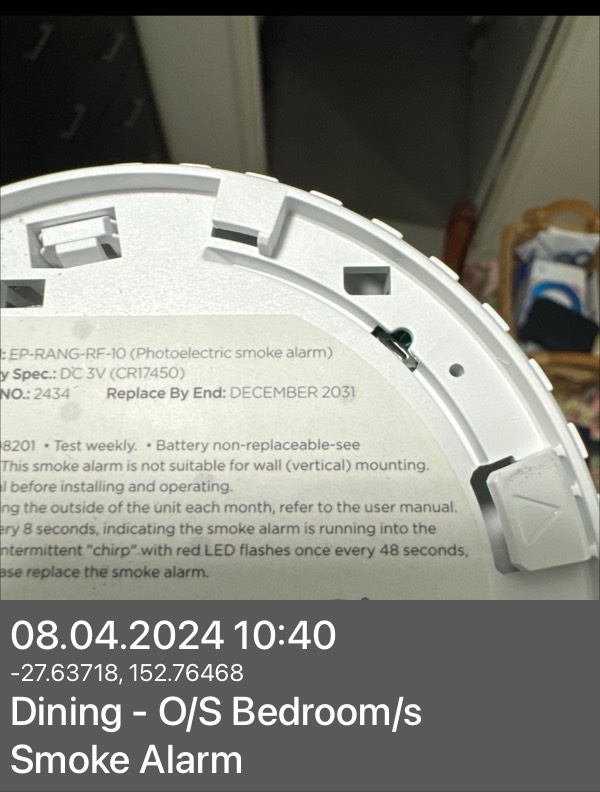 : EP-RANG-RF-10 (Photoelectric smoke alarm)
y Spec.: DC 3V (CR17450)
NO.: 2434 Replace By End: DECEMBER 2031
8201 • Test weekly. • Battery non-replaceable-see
This smoke alarm is not suitable for wall (vertical) mounting.
l before installing and operating.
ing the outside of the unit each month, refer to the user manual.
ery 8 seconds, indicating the smoke alarm is running into the
ntermittent "chirp".with red LED flashes once every 48 seconds,
ase replace the smoke alarm.
08.04.2024 10:40
-27.63718, 152.76468
Dining - O/S Bedroom/s
Smoke Alarm